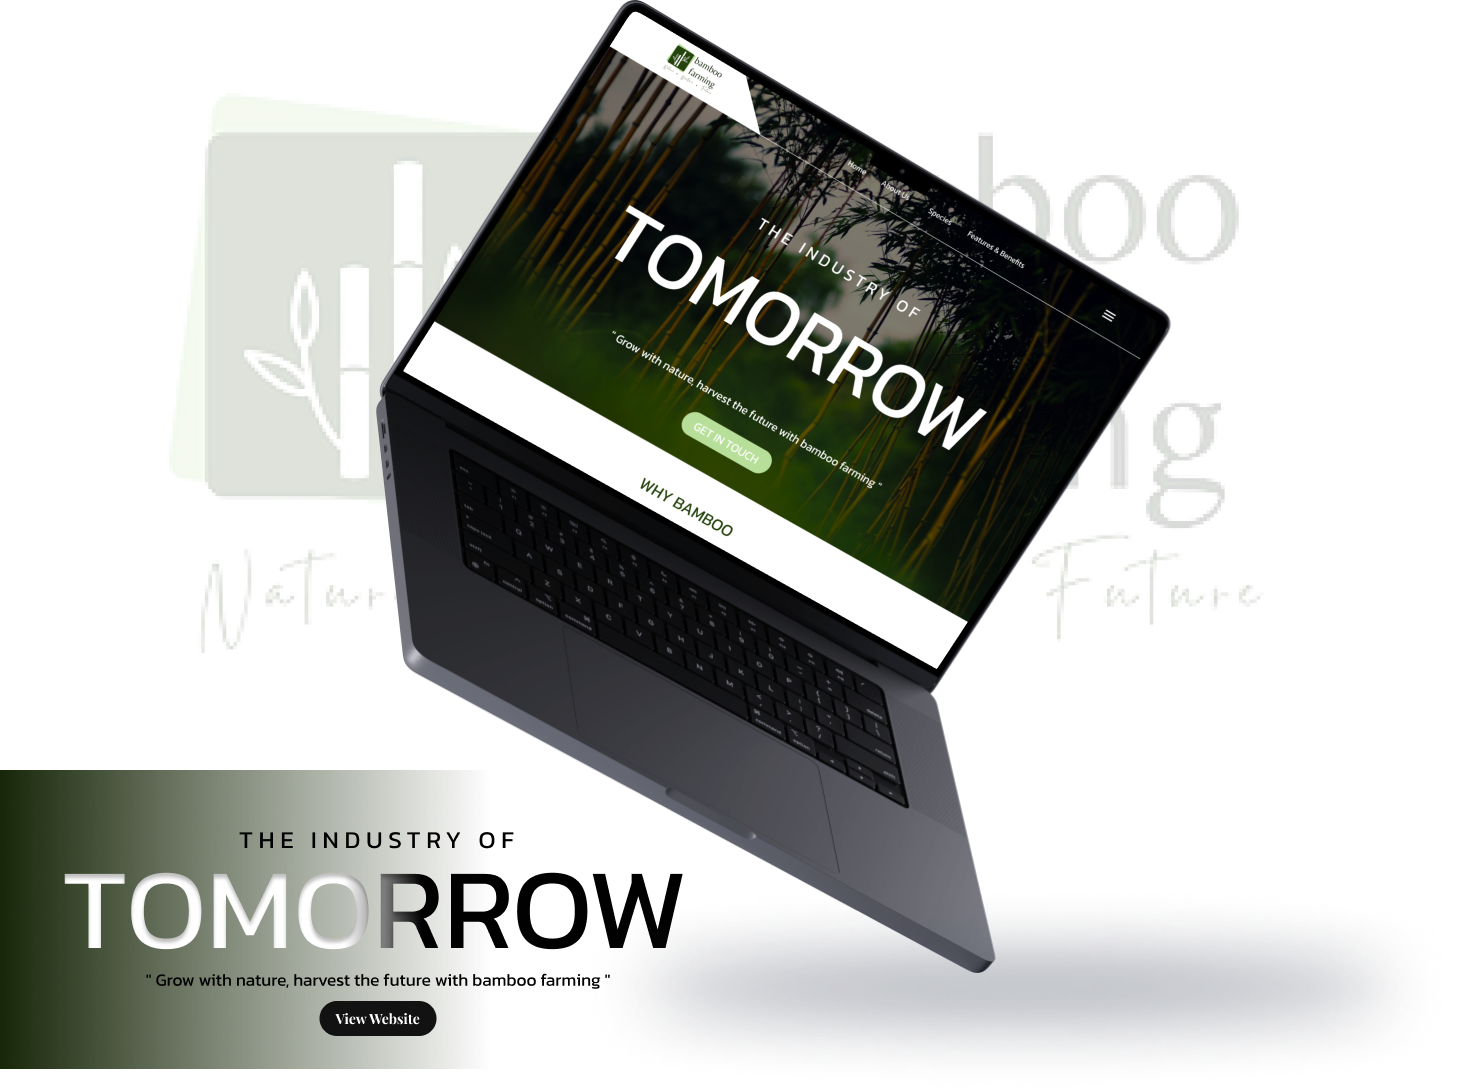 bamboo
farming
Home
About Us
Species
Features & Benefits
THE INDUSTRY OF
TOMORROW
" Grow with nature, harvest the future with bamboo farming "
GET IN TOUCH
WHY BAMBOO
boo
ng
Natur
Future
THE INDUSTRY OF
TOMORROW
" Grow with nature, harvest the future with bamboo farming "
View Website